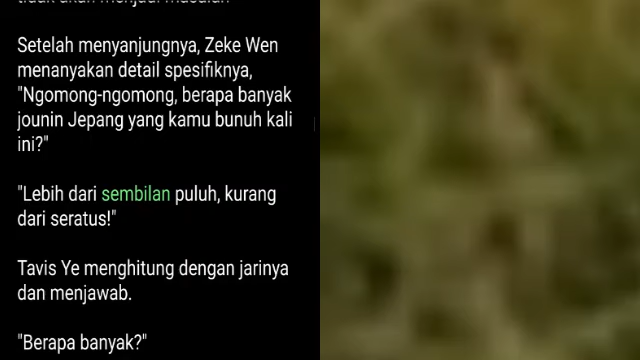 Setelah menyanjungnya, Zeke Wen
menanyakan detail spesifiknya,
"Ngomong-ngomong, berapa banyak
jounin Jepang yang kamu bunuh kali
ini?"
"Lebih dari sembilan puluh, kurang
dari seratus!"
Tavis Ye menghitung dengan jarinya
dan menjawab.
"Berapa banyak?"